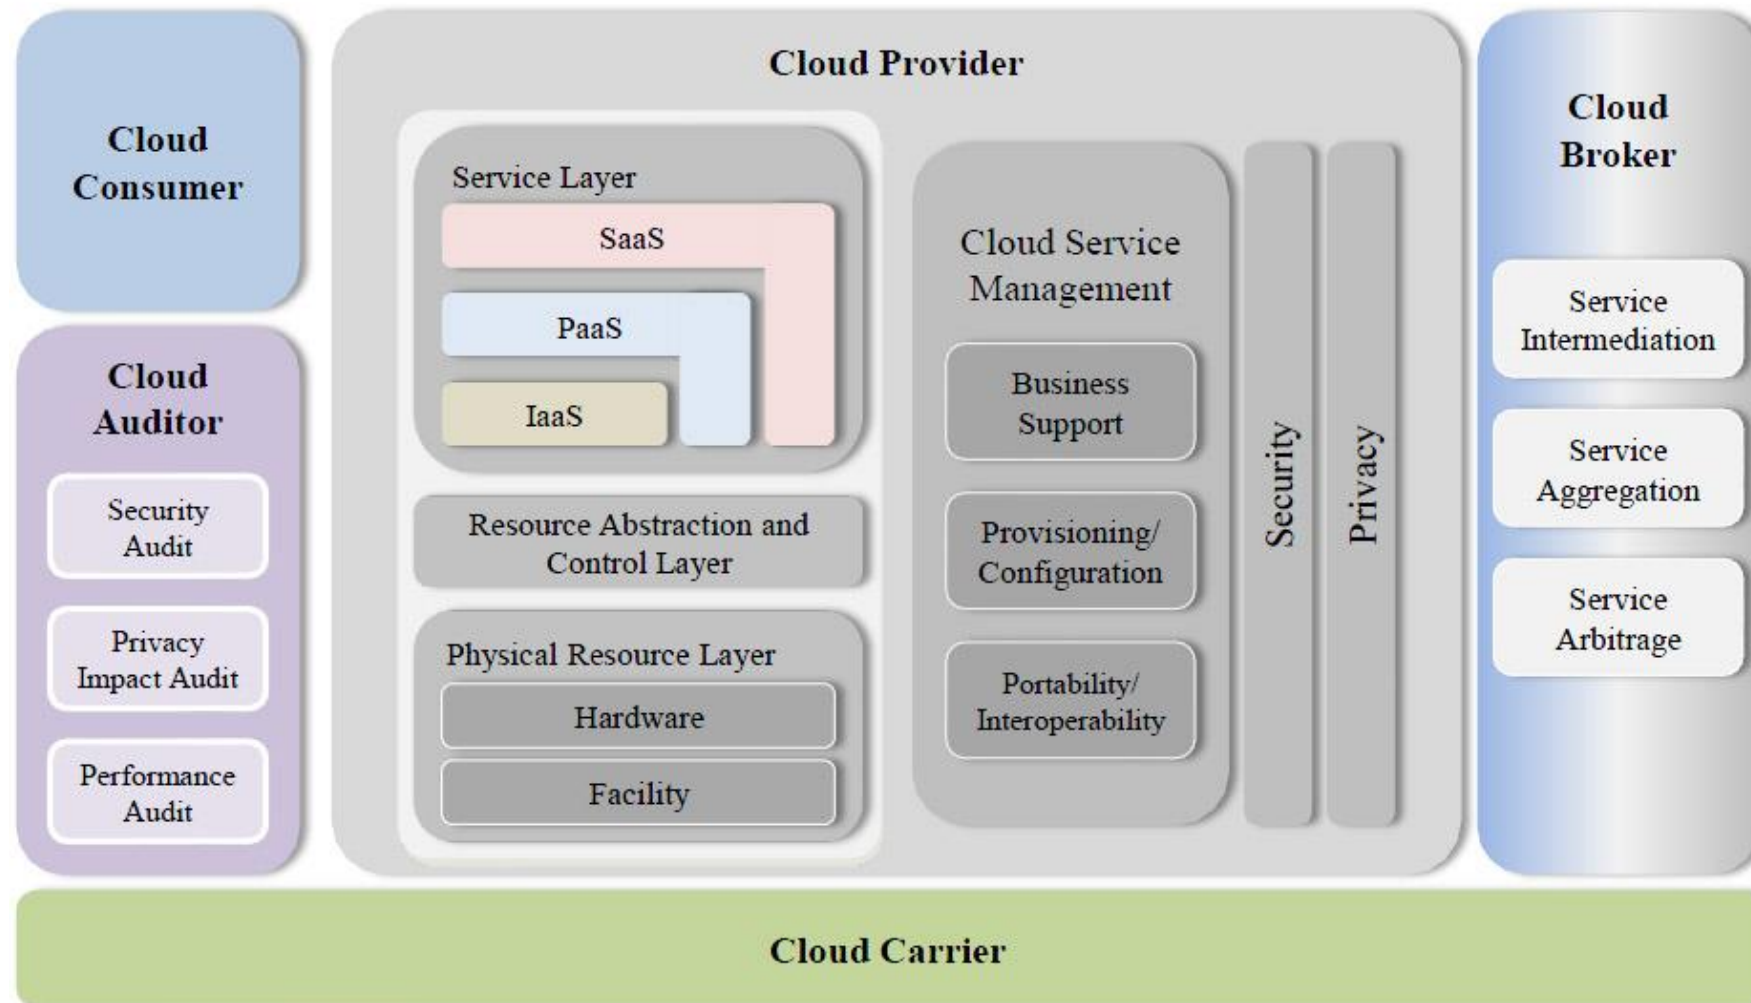 Cloud
Consumer
Cloud
Auditor
Security
Audit
Privacy
Impact Audit
Performance
Audit
Cloud Provider
Service Layer
SaaS
PaaS
IaaS
Resource Abstraction and
Control Layer
Physical Resource Layer
Hardware
Facility
Cloud Service
Management
Business
Support
Provisioning/
Configuration
Portability/
Interoperability
Security
Privacy
Cloud
Broker
Service
Intermediation
Service
Aggregation
Service
Arbitrage
Cloud Carrier